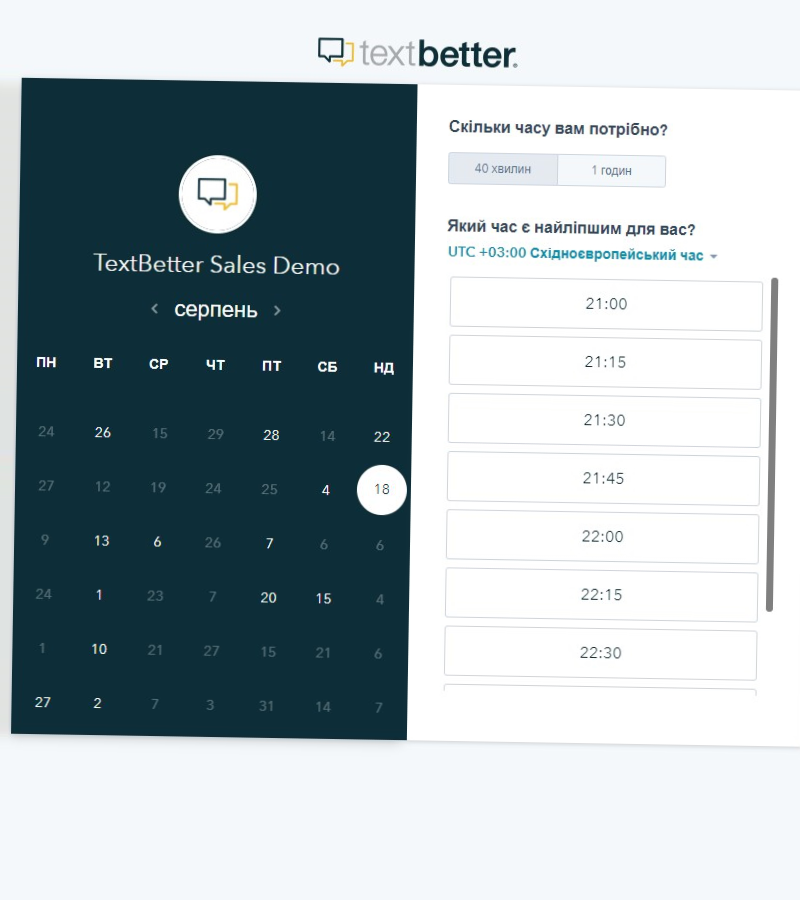 textbetter.
TextBetter Sales Demo
серпень
ПН ВТ СР ЧТ ПТ СБ НД
24 26 15 29 28 14 22
27 12 19 24 25 4 18
9 13 6 26 7 6 6
24 1 23 7 20 15 4
1 10 21 27 15 21 6
27 2 7 3 31 14 7
Скільки часу вам потрібно?
40 хвилин 1 годин
Який час є найліпшим для вас?
UTC +03:00 Східноєвропейський час
21:00
21:15
21:30
21:45
22:00
22:15
22:30